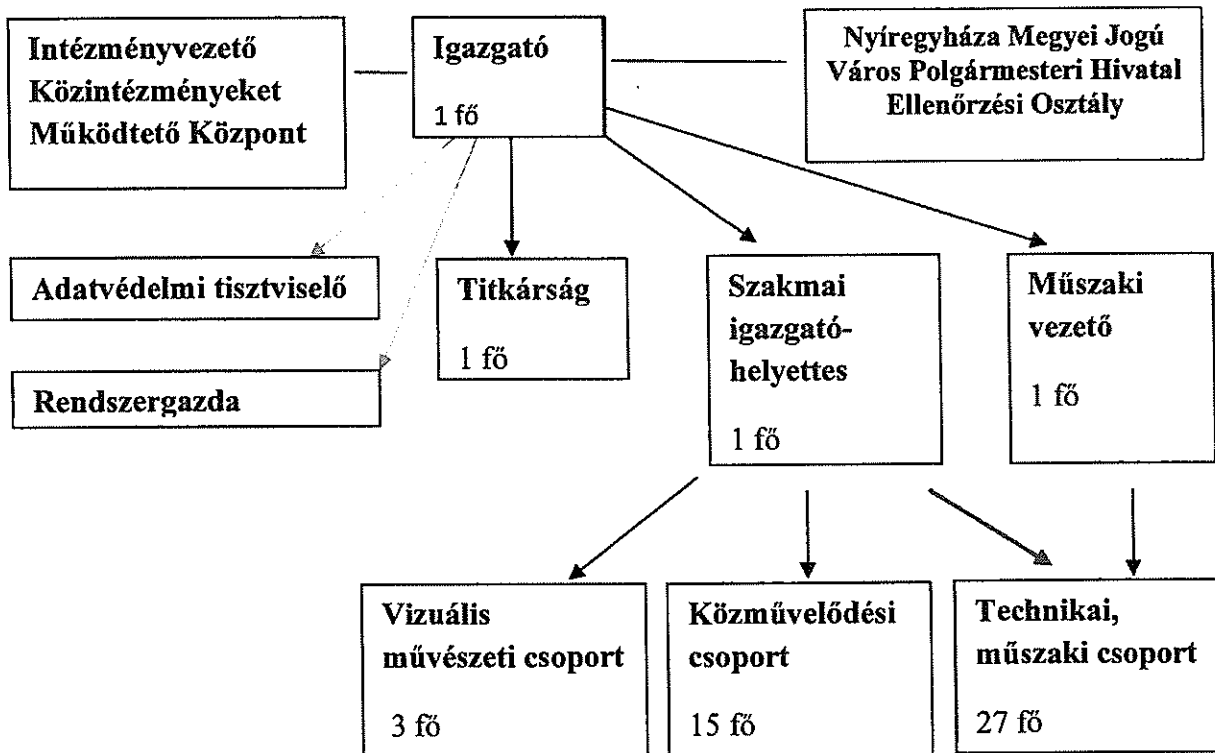 Intézményvezető
Közintézményeket
Működtető Központ
Igazgató
1 fő
Nyíregyháza Megyei Jogú
Város Polgármesteri Hivatal
Ellenőrzési Osztály
Adatvédelmi tisztviselő
Rendszergazda
Titkárság
1 fő
Szakmai
igazgató-
helyettes
1 fő
Műszaki
vezető
1 fő
Vizuális
művészeti csoport
3 fő
Közművelődési
csoport
15 fő
Technikai,
műszaki csoport
27 fő